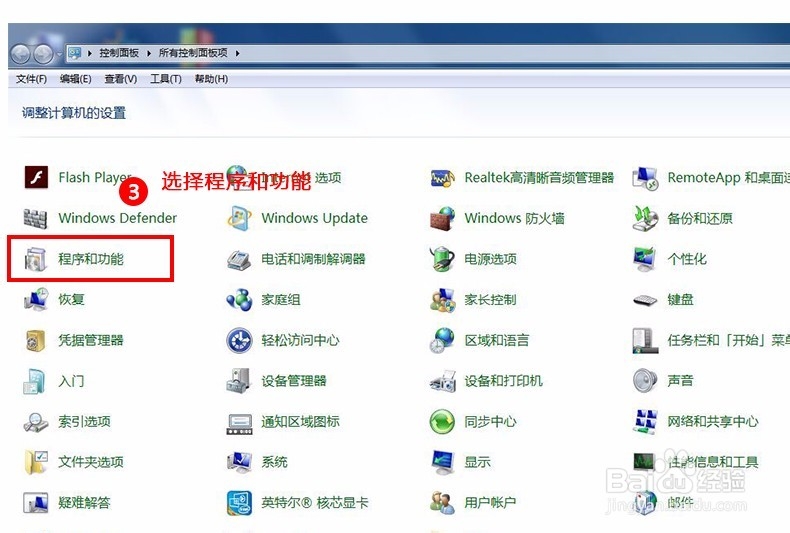 控制面板 所有控制面板项
文件(F) 编辑(E) 查看(V) 工具(T) 帮助(H)
调整计算机的设置
3 选择程序和功能
Flash Player 选项 Realtek高清晰音频管理器 RemoteApp 和桌面
Windows Defender Windows Update Windows 防火墙 备份和还原
程序和功能 电话和调制解调器 电源选项 个性化
恢复 家庭组 家长控制 键盘
凭据管理器 轻松访问中心 区域和语言 任务栏和「开始」菜单
入门 设备管理器 设备和打印机 声音
索引选项 通知区域图标 同步中心 网络和共享中心
文件夹选项 系统 显示 性能信息和工具
疑难解答 英特尔® 核芯显卡 用户帐户 邮件
Baidu经验
jingyan.baidu.com